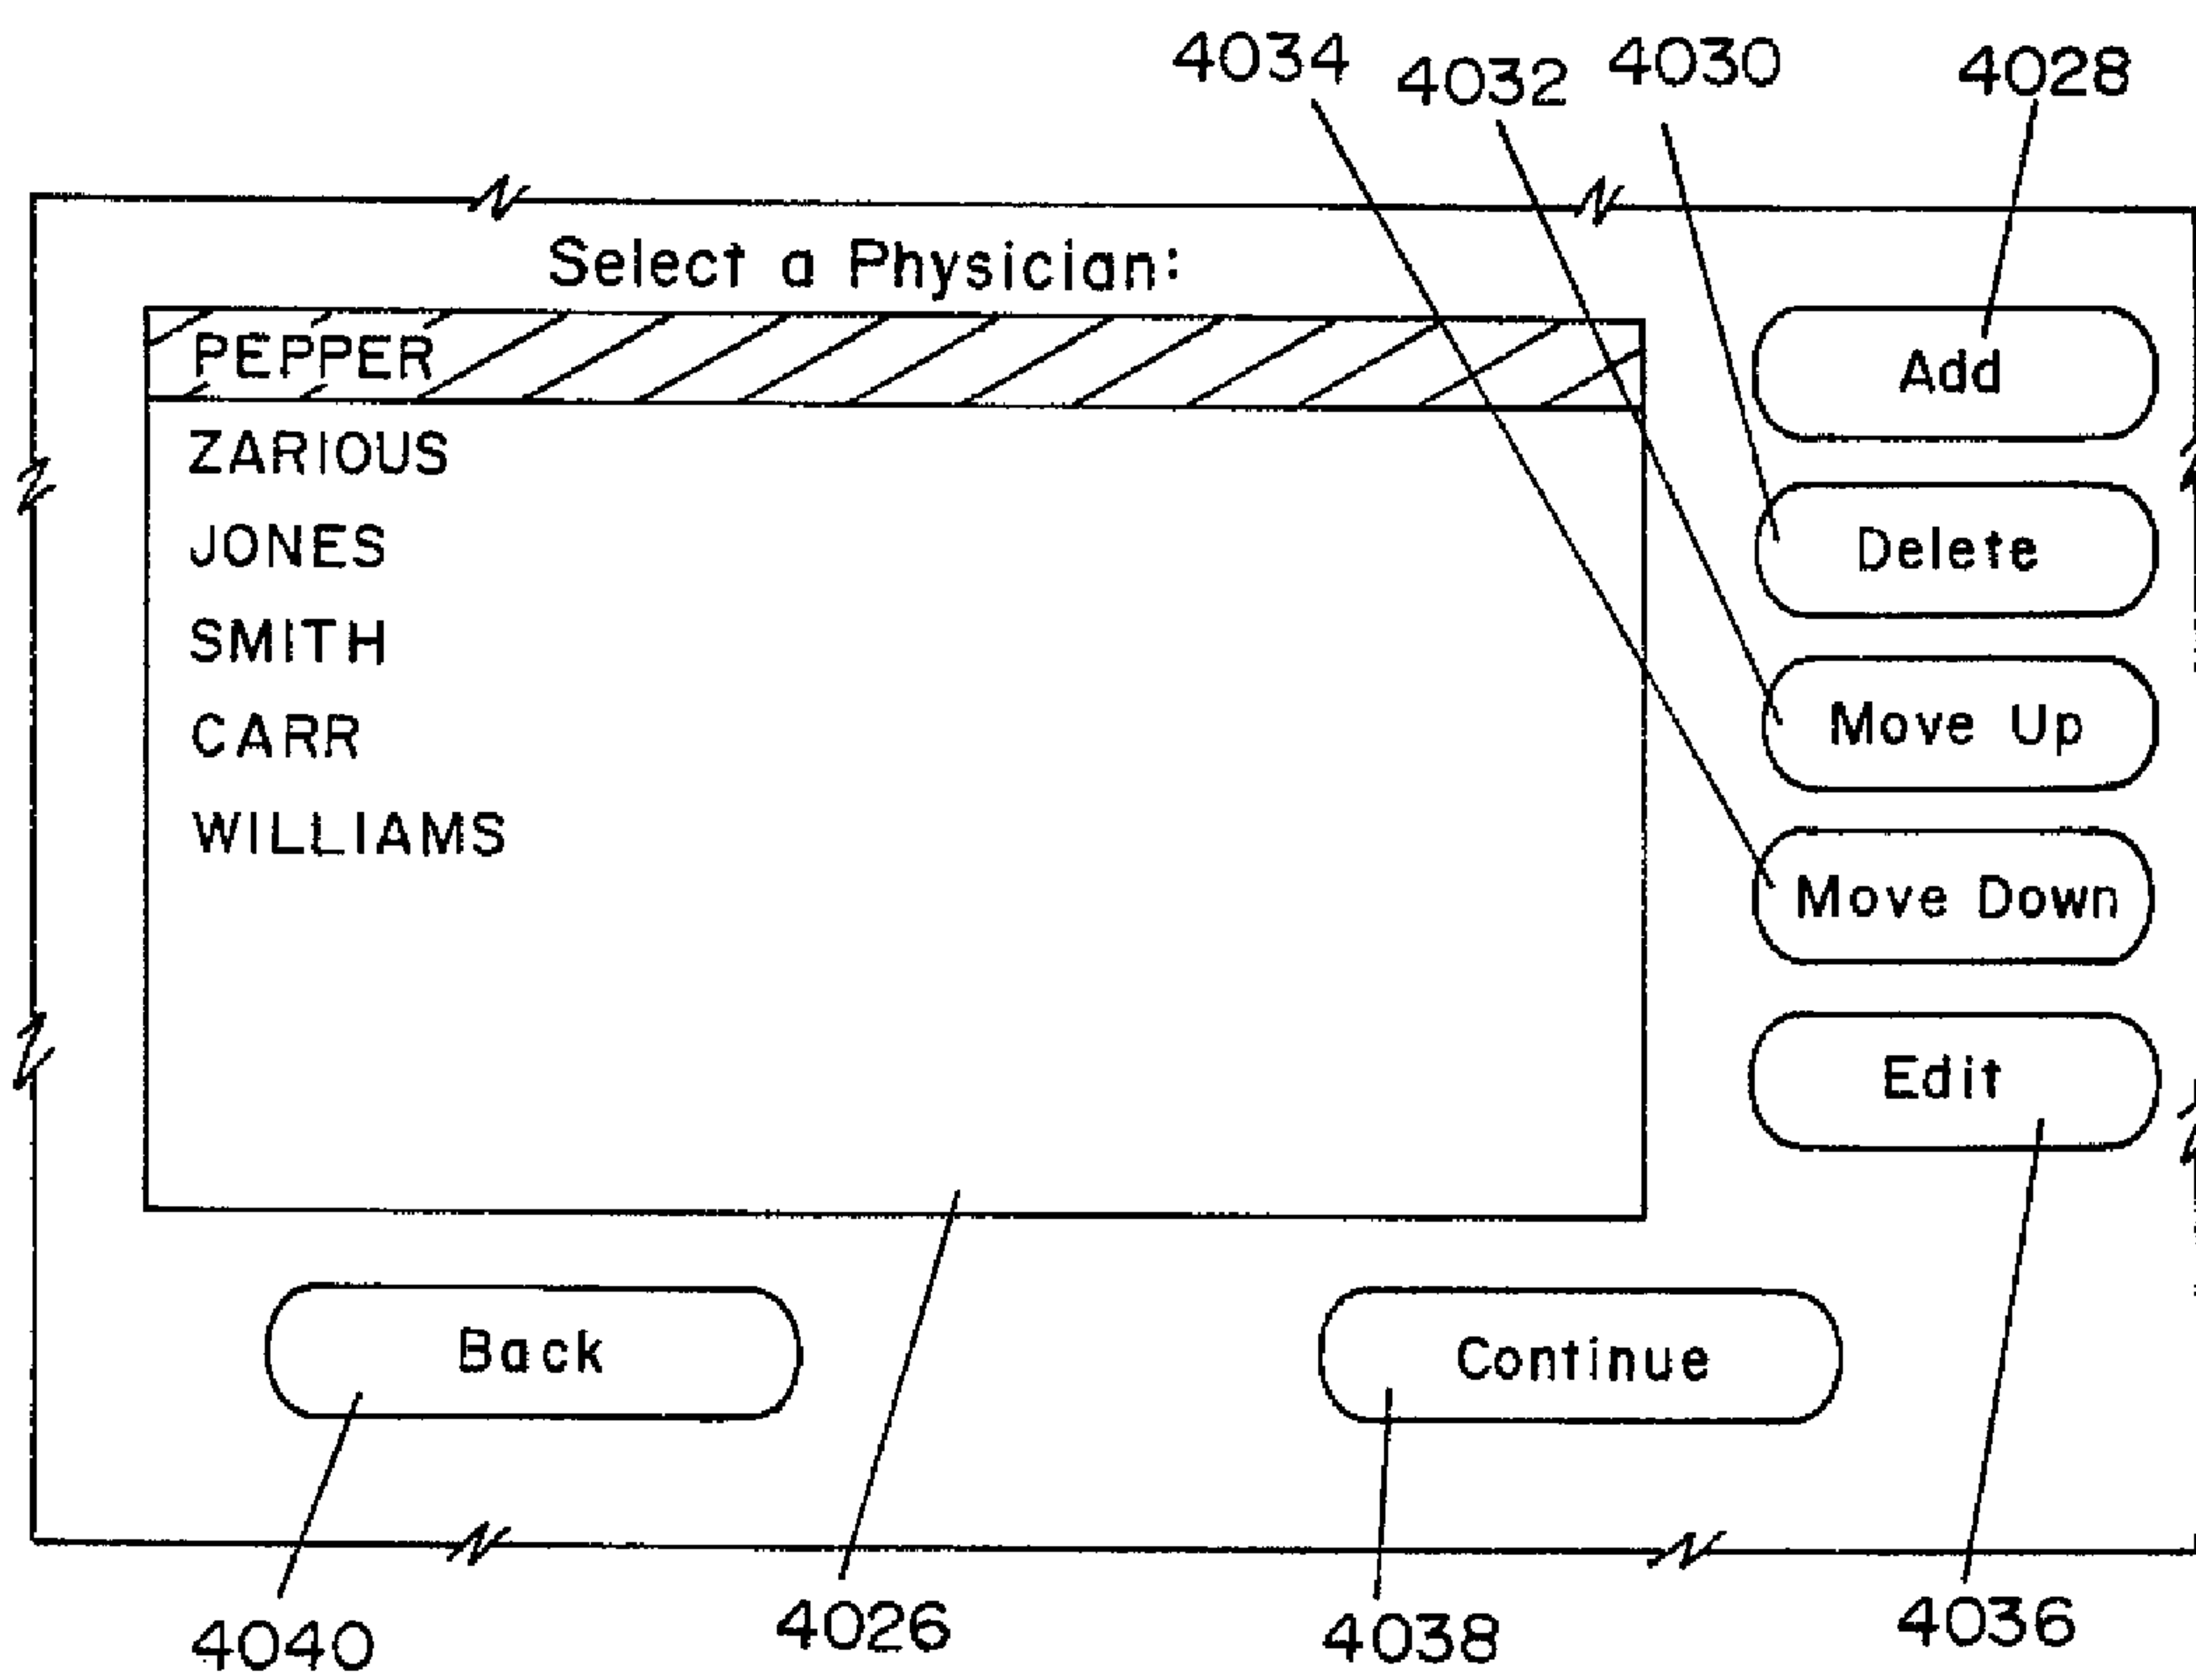 4034 4032 4030 4028
Select a Physician:
PEPPER
ZARIOUS
JONES
SMITH
CARR
WILLIAMS
Add
Delete
Move Up
Move Down
Edit
Back
Continue
4040 4026 4038 4036